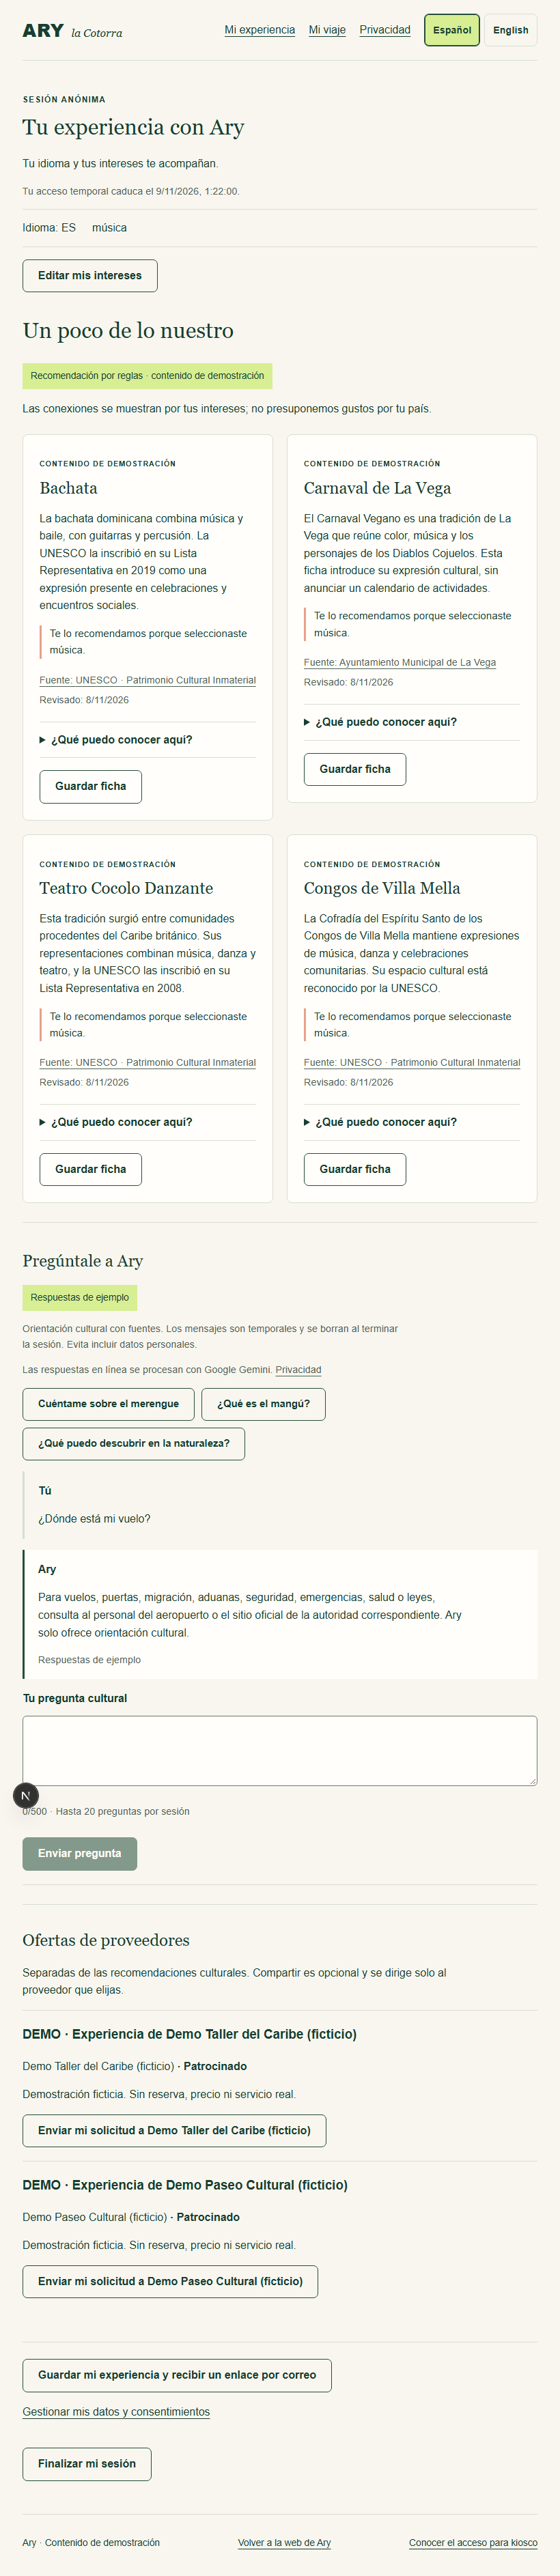 ARY la Cotorra
Mi experiencia
Mi viaje
Privacidad
Español
English
SESIÓN ANÓNIMA
Tu experiencia con Ary
Tu idioma y tus intereses te acompañan.
Tu acceso temporal caduca el 9/11/2026, 1:22:00.
Idioma: ES música
Editar mis intereses
Un poco de lo nuestro
Recomendación por reglas · contenido de demostración
Las conexiones se muestran por tus intereses; no presuponemos gustos por tu país.
CONTENIDO DE DEMOSTRACIÓN
Bachata
La bachata dominicana combina música y
baile, con guitarras y percusión. La
UNESCO la inscribió en su Lista
Representativa en 2019 como una
expresión presente en celebraciones y
encuentros sociales.
Te lo recomendamos porque seleccionaste
música.
Fuente: UNESCO · Patrimonio Cultural Inmaterial
Revisado: 8/11/2026
▶ ¿Qué puedo conocer aquí?
Guardar ficha
CONTENIDO DE DEMOSTRACIÓN
Carnaval de La Vega
El Carnaval Vegano es una tradición de La
Vega que reúne color, música y los
personajes de los Diablos Cojuelos. Esta
ficha introduce su expresión cultural, sin
anunciar un calendario de actividades.
Te lo recomendamos porque seleccionaste
música.
Fuente: Ayuntamiento Municipal de La Vega
Revisado: 8/11/2026
▶ ¿Qué puedo conocer aquí?
Guardar ficha
CONTENIDO DE DEMOSTRACIÓN
Teatro Cocolo Danzante
Esta tradición surgió entre comunidades
procedentes del Caribe británico. Sus
representaciones combinan música, danza y
teatro, y la UNESCO las inscribió en su
Lista Representativa en 2008.
Te lo recomendamos porque seleccionaste
música.
Fuente: UNESCO · Patrimonio Cultural Inmaterial
Revisado: 8/11/2026
▶ ¿Qué puedo conocer aquí?
Guardar ficha
CONTENIDO DE DEMOSTRACIÓN
Congos de Villa Mella
La Cofradía del Espíritu Santo de los
Congos de Villa Mella mantiene expresiones
de música, danza y celebraciones
comunitarias. Su espacio cultural está
reconocido por la UNESCO.
Te lo recomendamos porque seleccionaste
música.
Fuente: UNESCO · Patrimonio Cultural Inmaterial
Revisado: 8/11/2026
▶ ¿Qué puedo conocer aquí?
Guardar ficha
Pregúntale a Ary
Respuestas de ejemplo
Orientación cultural con fuentes. Los mensajes son temporales y se borran al terminar
la sesión. Evita incluir datos personales.
Las respuestas en línea se procesan con Google Gemini. Privacidad
Cuéntame sobre el merengue
¿Qué es el mangú?
¿Qué puedo descubrir en la naturaleza?
Tú
¿Dónde está mi vuelo?
Ary
Para vuelos, puertas, migración, aduanas, seguridad, emergencias, salud o leyes,
consulta al personal del aeropuerto o el sitio oficial de la autoridad correspondiente. Ary
solo ofrece orientación cultural.
Respuestas de ejemplo
Tu pregunta cultural
N
0/500 · Hasta 20 preguntas por sesión
Enviar pregunta
Ofertas de proveedores
Separadas de las recomendaciones culturales. Compartir es opcional y se dirige solo al
proveedor que elijas.
DEMO · Experiencia de Demo Taller del Caribe (ficticio)
Demo Taller del Caribe (ficticio) · Patrocinado
Demostración ficticia. Sin reserva, precio ni servicio real.
Enviar mi solicitud a Demo Taller del Caribe (ficticio)
DEMO · Experiencia de Demo Paseo Cultural (ficticio)
Demo Paseo Cultural (ficticio) · Patrocinado
Demostración ficticia. Sin reserva, precio ni servicio real.
Enviar mi solicitud a Demo Paseo Cultural (ficticio)
Guardar mi experiencia y recibir un enlace por correo
Gestionar mis datos y consentimientos
Finalizar mi sesión
Ary · Contenido de demostración
Volver a la web de Ary
Conocer el acceso para kiosco